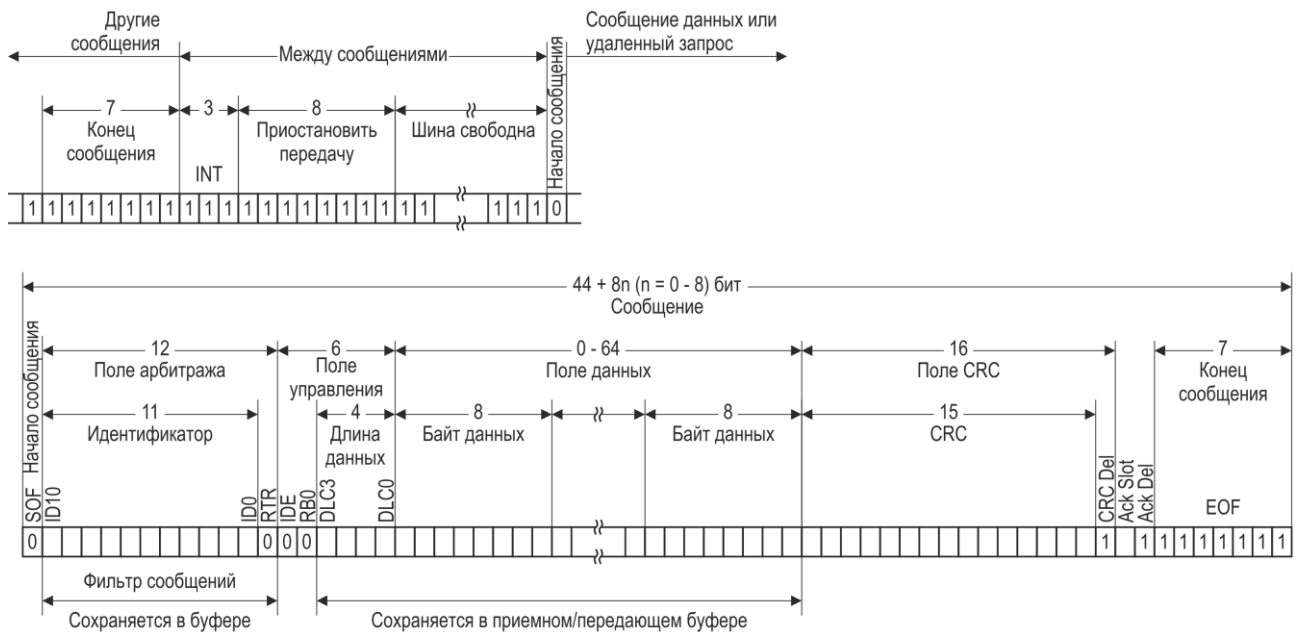 Другие
сообщения
Между сообщениями
Начало сообщения
Сообщение данных или
удаленный запрос
7
Конец
сообщения
3
INT
8
Приостановить
передачу
Шина свободна
1 1 1 1 1 1 1 1 1 1 1 1 1 1 1 1 1 1 1 1 1 1 1 1 0
44 + 8n (n = 0 - 8) бит
Сообщение
Начало сообщения
12
Поле арбитража
6
Поле
управления
0 - 64
Поле данных
16
Поле CRC
7
Конец
сообщения
11
Идентификатор
4
Длина
данных
8
Байт данных
8
Байт данных
15
CRC
SOF
ID10
ID0
RTR
IDE
RB0
DLC3
DLC0
CRC Del
Ack Slot
Ack Del
EOF
0 0 0 0 1 1 1 1 1 1 1 1 1
Фильтр сообщений
Сохраняется в буфере
Сохраняется в приемном/передающем буфере